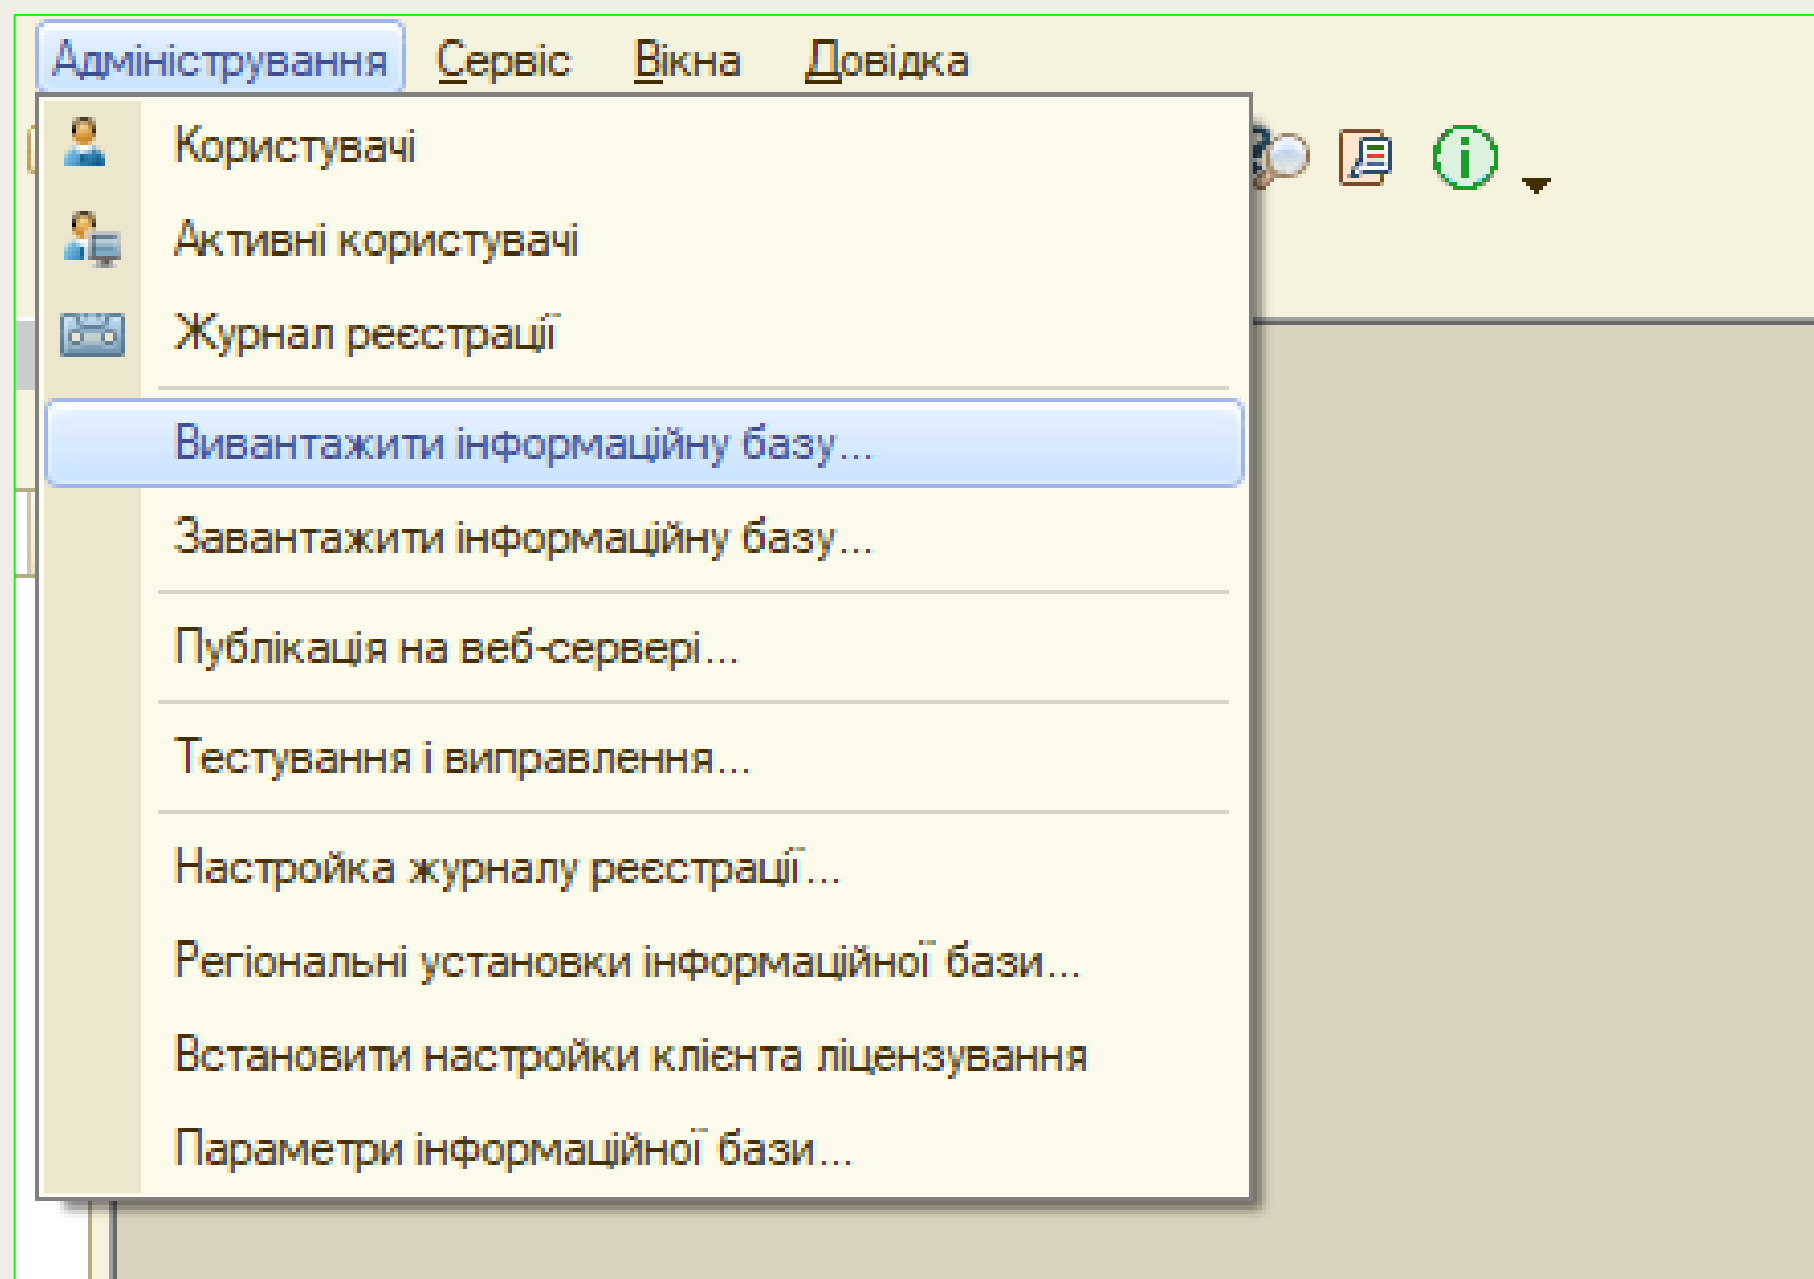 Адміністрування Сервіс Вікна Довідка
Користувачі
Активні користувачі
Журнал реєстрації
Вивантажити інформаційну базу...
Завантажити інформаційну базу...
Публікація на веб-сервері...
Тестування і виправлення...
Настройка журналу реєстрації...
Регіональні установки інформаційної бази...
Встановити настройки клієнта ліцензування
Параметри інформаційної бази...